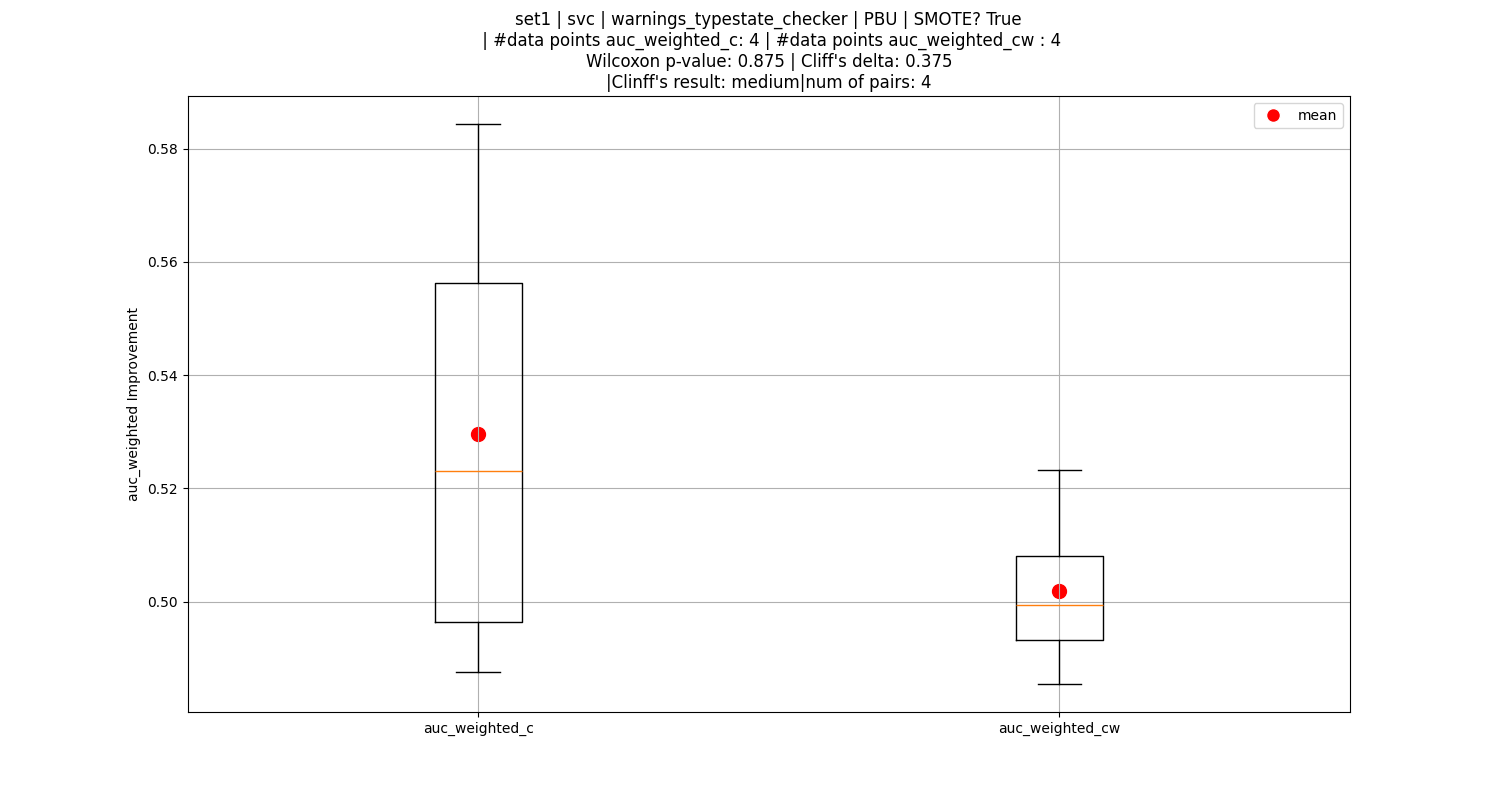 set1 | svc | warnings_typestate_checker | PBU | SMOTE? True
| #data points auc_weighted_c: 4 | #data points auc_weighted_cw : 4
Wilcoxon p-value: 0.875 | Cliff's delta: 0.375
|Clinff's result: medium|num of pairs: 4
mean
0.58
0.56
0.54
0.52
0.50
auc_weighted Improvement
auc_weighted_c
auc_weighted_cw